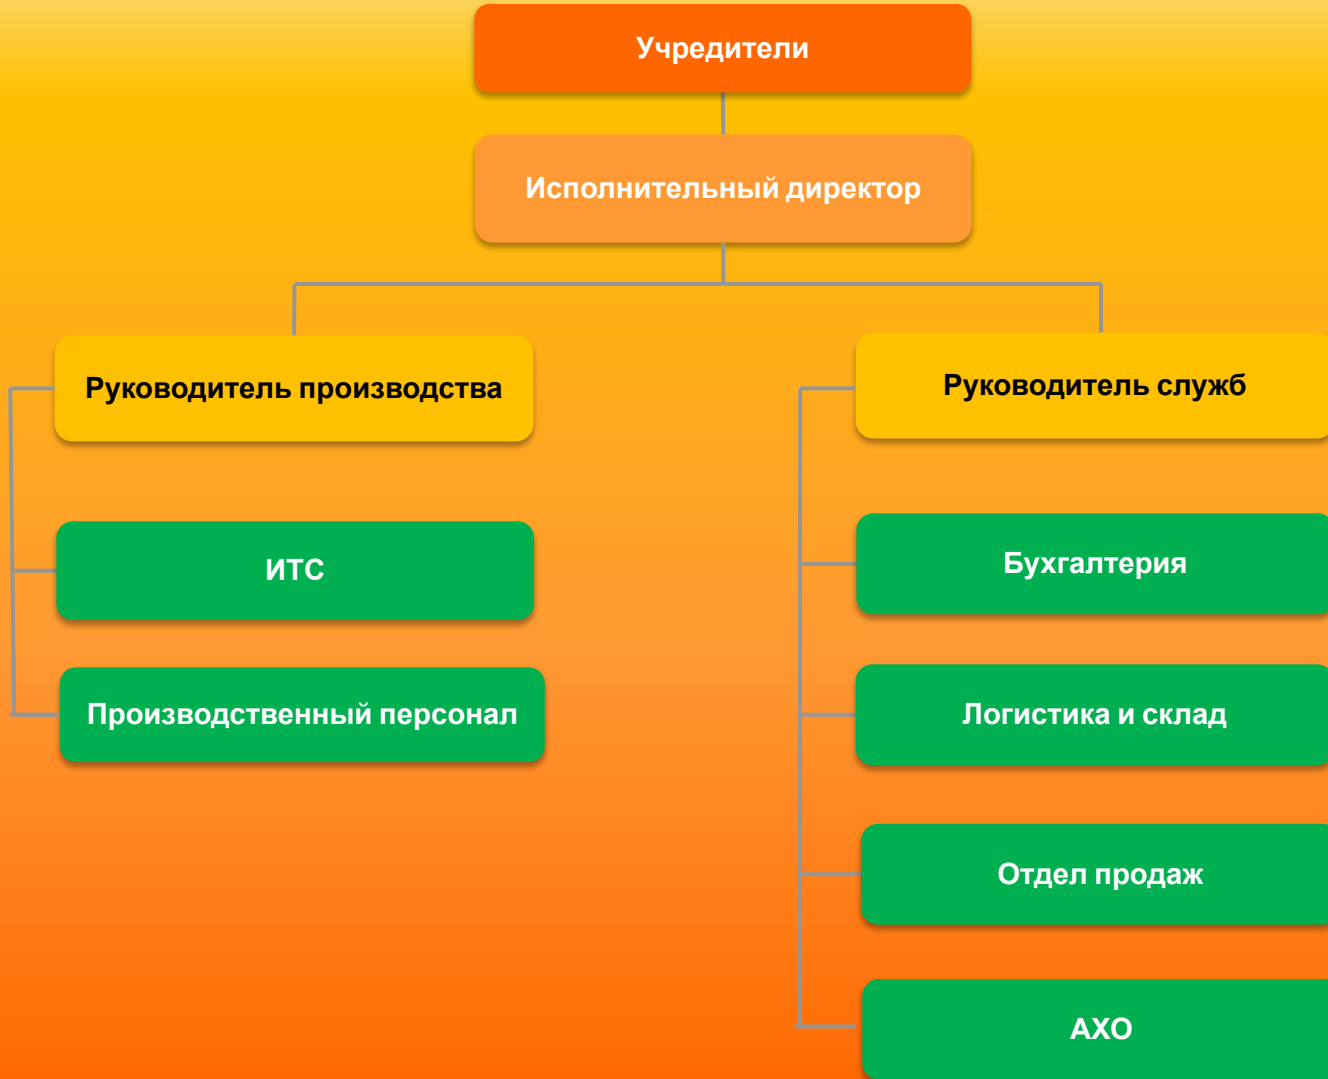 Учредители
Исполнительный директор
Руководитель производства
Руководитель служб
ИТС
Бухгалтерия
Производственный персонал
Логистика и склад
Отдел продаж
АХО